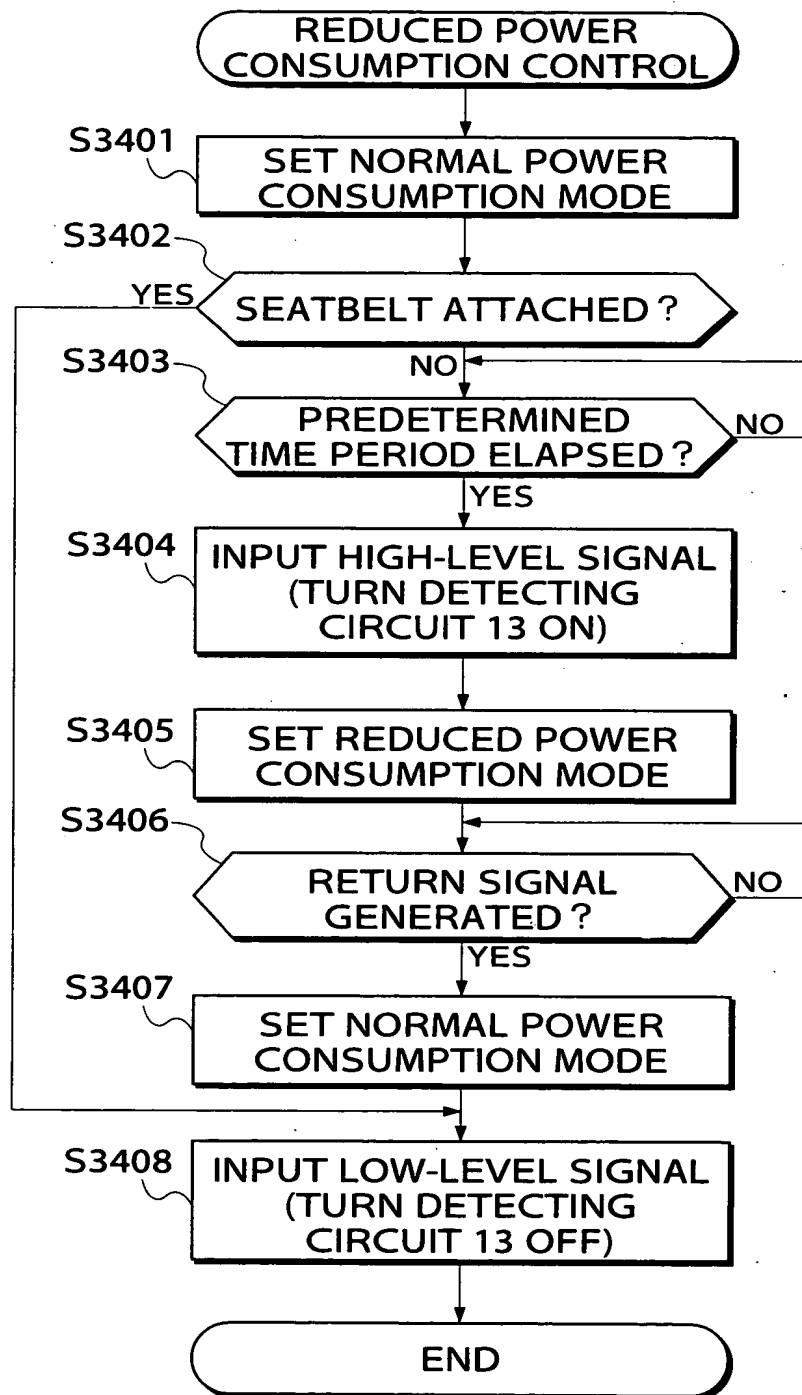 REDUCED POWER
CONSUMPTION CONTROL
S3401
SET NORMAL POWER
CONSUMPTION MODE
S3402
YES
SEATBELT ATTACHED?
NO
S3403
PREDETERMINED
TIME PERIOD ELAPSED?
NO
YES
S3404
INPUT HIGH-LEVEL SIGNAL
(TURN DETECTING
CIRCUIT 13 ON)
S3405
SET REDUCED POWER
CONSUMPTION MODE
S3406
RETURN SIGNAL
GENERATED?
NO
YES
S3407
SET NORMAL POWER
CONSUMPTION MODE
S3408
INPUT LOW-LEVEL SIGNAL
(TURN DETECTING
CIRCUIT 13 OFF)
END